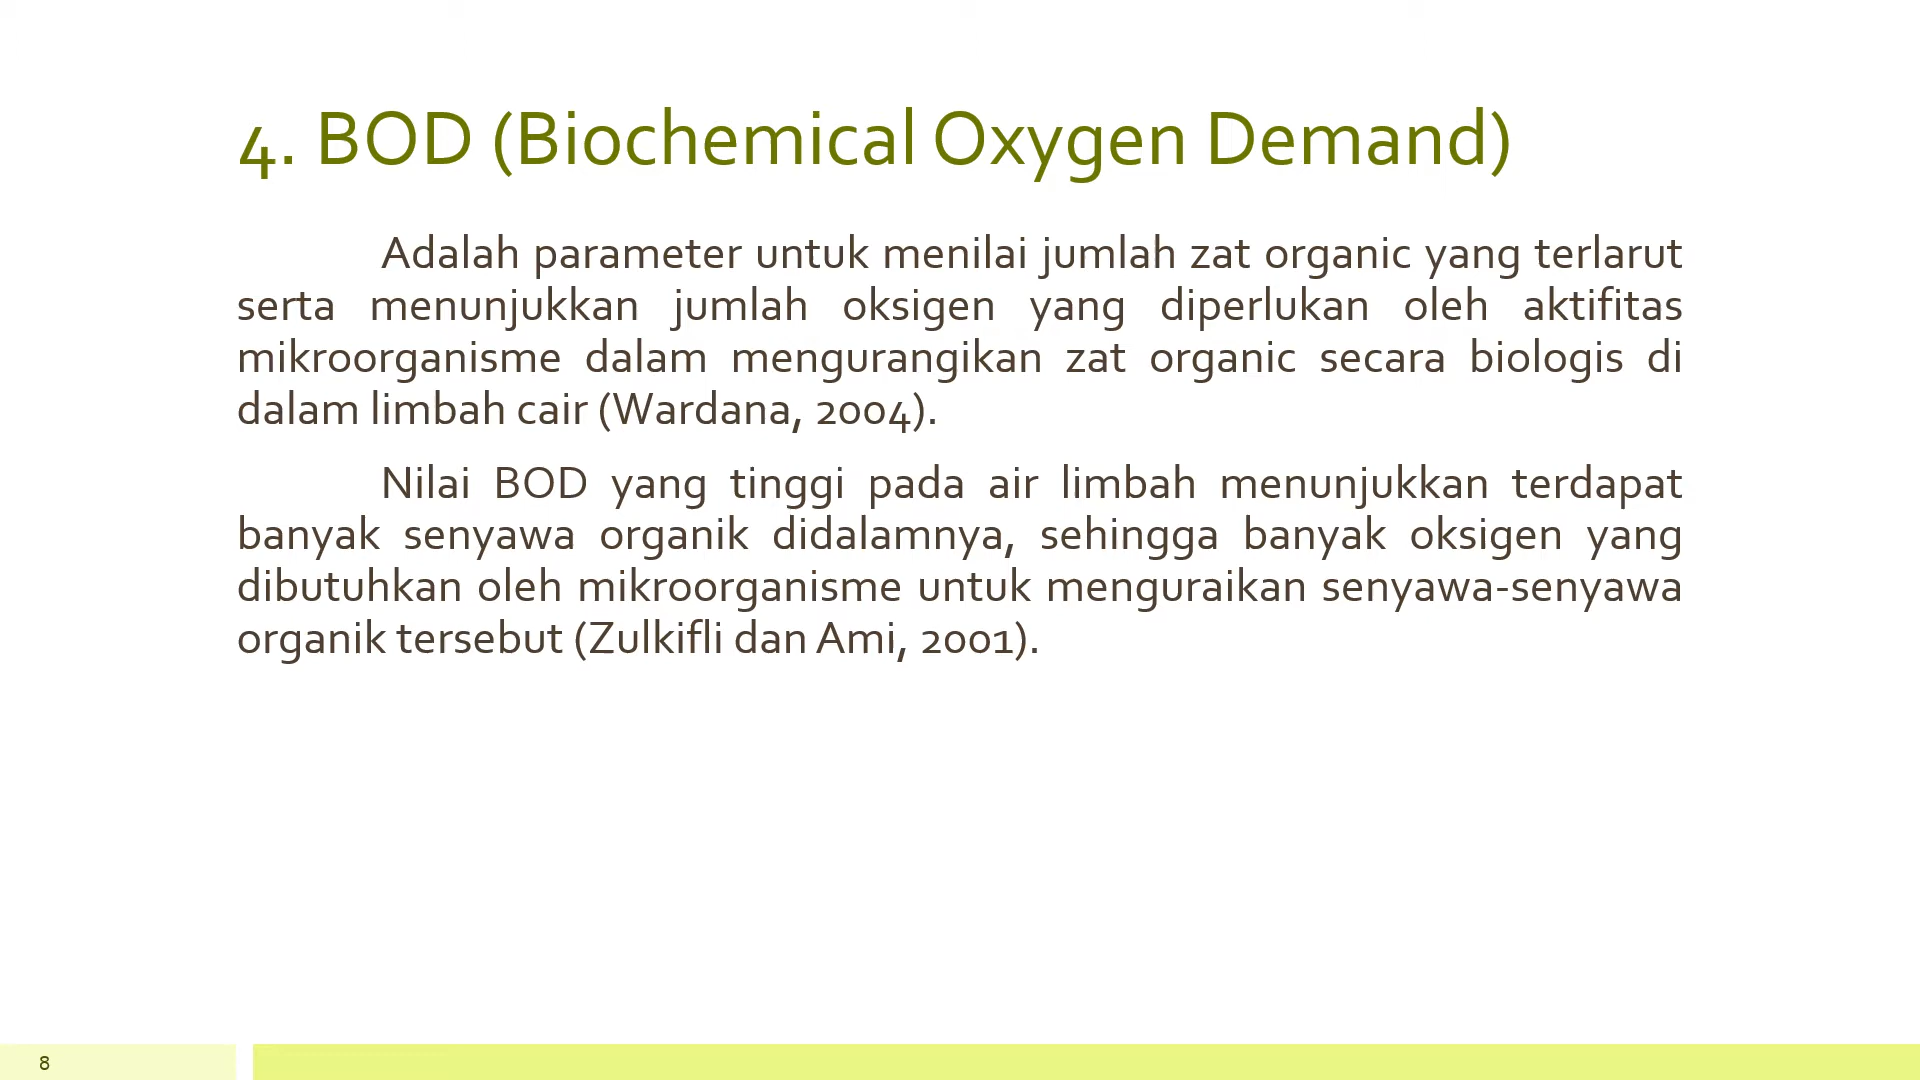 4. BOD (Biochemical Oxygen Demand)
Adalah parameter untuk menilai jumlah zat organic yang terlarut
serta menunjukkan jumlah oksigen yang diperlukan oleh aktifitas
mikroorganisme dalam mengurangikan zat organic secara biologis di
dalam limbah cair (Wardana, 2004).
Nilai BOD yang tinggi pada air limbah menunjukkan terdapat
banyak senyawa organik didalamnya, sehingga banyak oksigen yang
dibutuhkan oleh mikroorganisme untuk menguraikan senyawa-senyawa
organik tersebut (Zulkifli dan Ami, 2001).
8